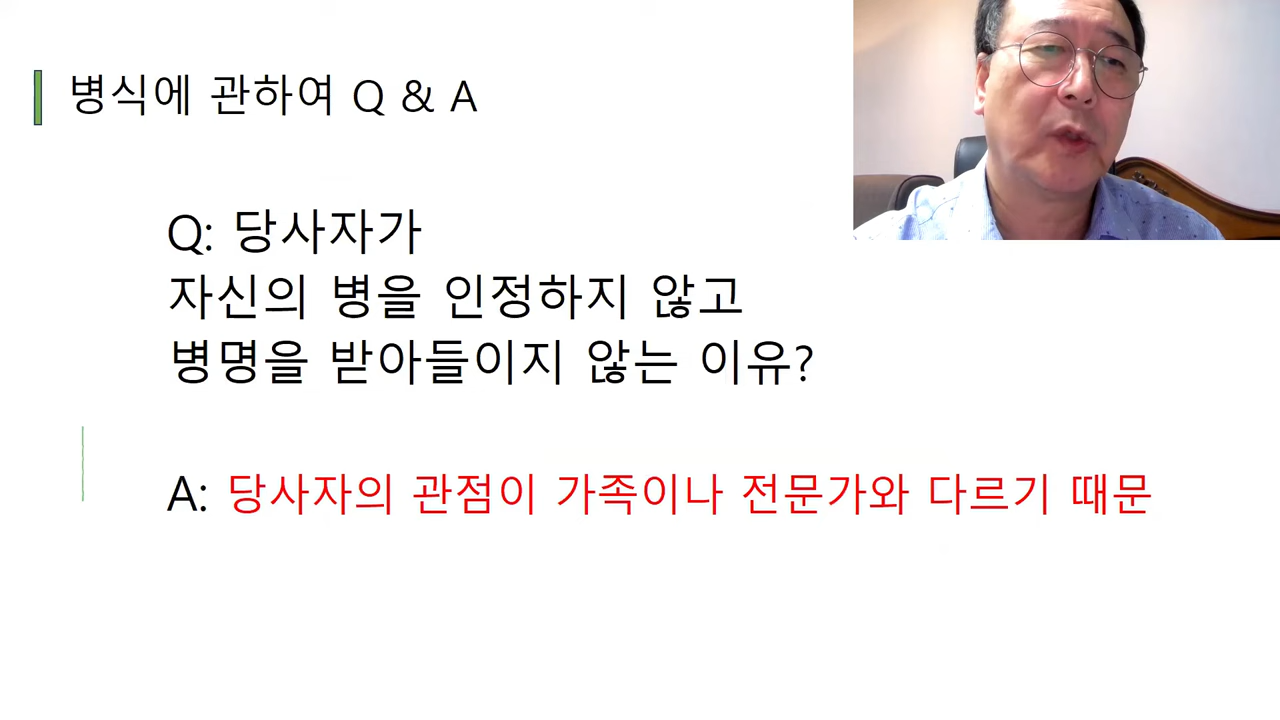 병식에 관하여 Q & A
Q: 당사자가
자신의 병을 인정하지 않고
병명을 받아들이지 않는 이유?
A: 당사자의 관점이 가족이나 전문가와 다르기 때문